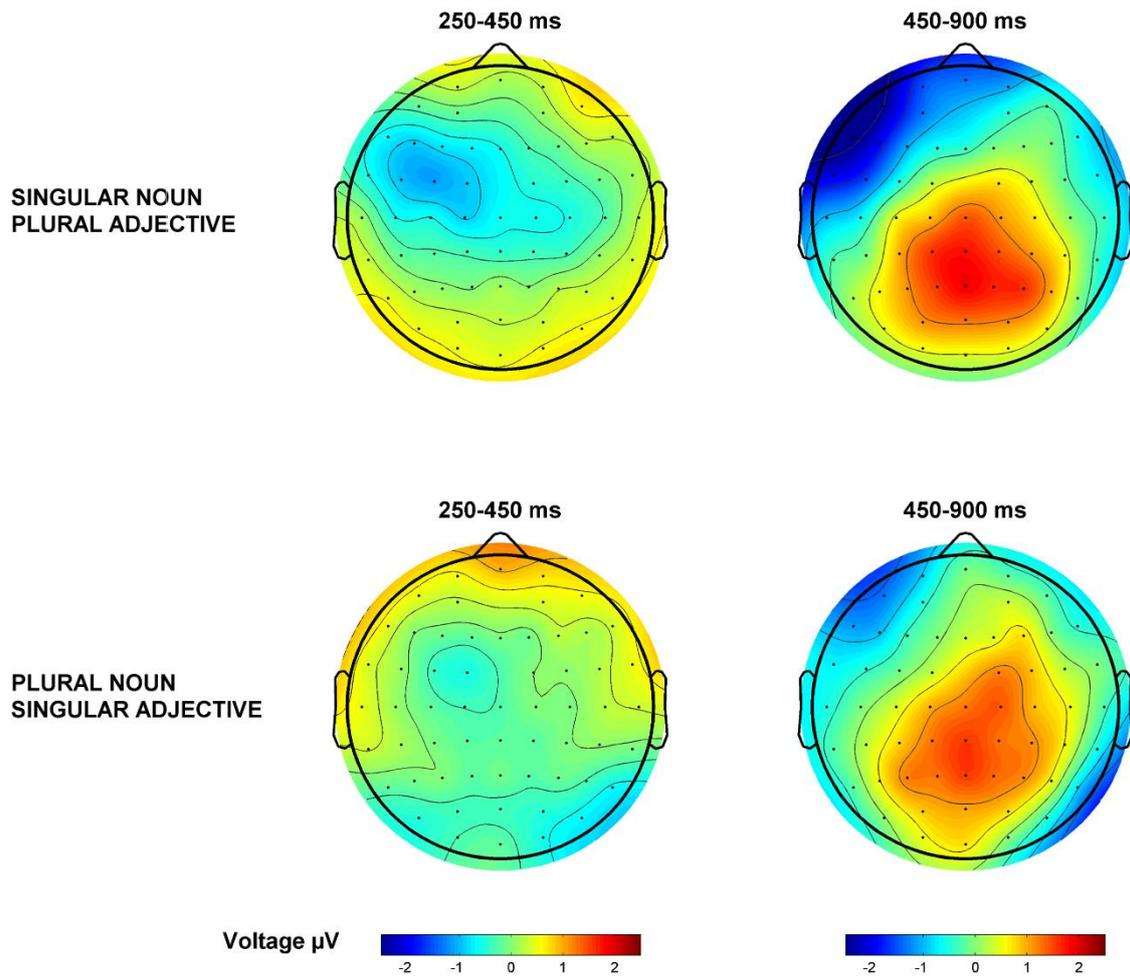 250-450 ms
450-900 ms
SINGULAR NOUN
PLURAL ADJECTIVE
250-450 ms
450-900 ms
PLURAL NOUN
SINGULAR ADJECTIVE
Voltage µV
-2 -1 0 1 2
-2 -1 0 1 2